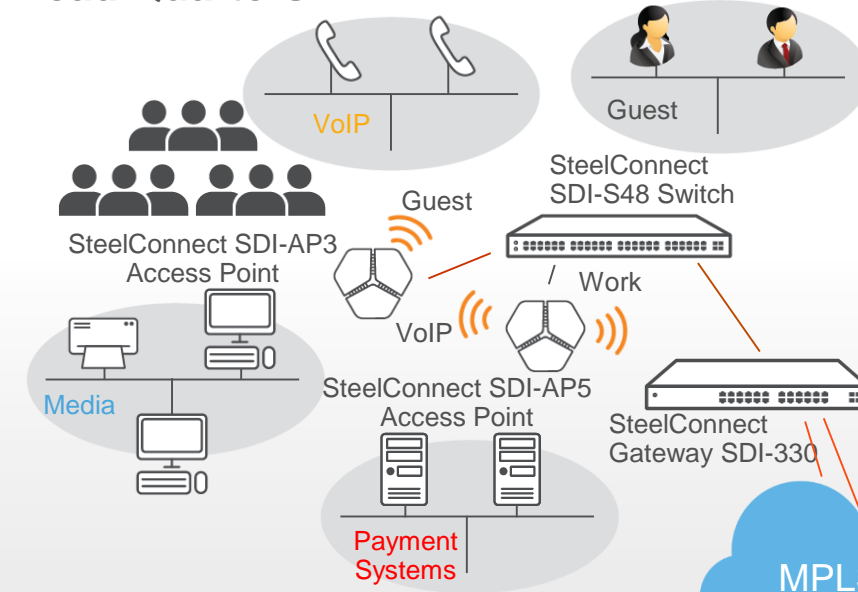 VoIP
Guest
SteelConnect
SDI-S48 Switch
Guest
SteelConnect SDI-AP3
Access Point
Work
VoIP
Media
SteelConnect SDI-AP5
Access Point
SteelConnect
Gateway SDI-330
Payment
Systems